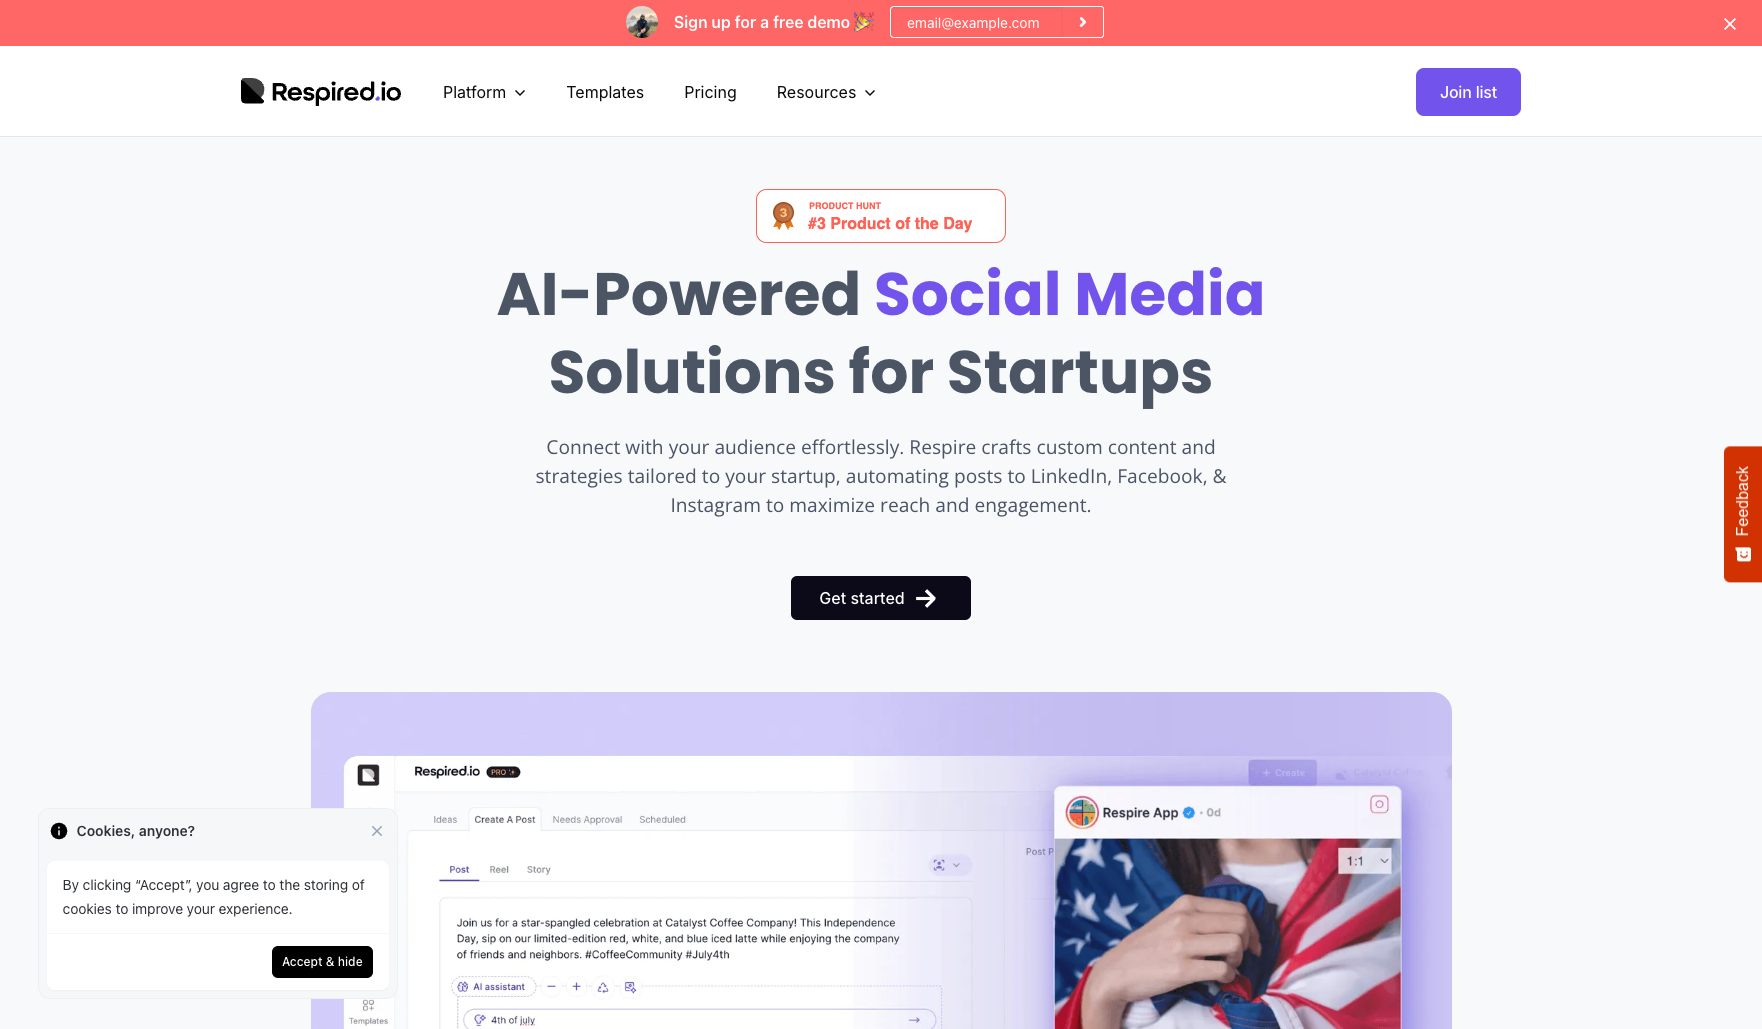 Sign up for a free demo 🎉
email@example.com
Respired.io
Platform
Templates
Pricing
Resources
Join list
3
PRODUCT HUNT
#3 Product of the Day
AI-Powered Social Media
Solutions for Startups
Connect with your audience effortlessly. Respire crafts custom content and
strategies tailored to your startup, automating posts to LinkedIn, Facebook, &
Instagram to maximize reach and engagement.
Get started
Feedback
Respired.io PRO
+ Create
Catalyst Coffee
Ideas
Create A Post
Needs Approval
Scheduled
Post
Reel
Story
Post P
Respire App · 0d
1:1
Join us for a star-spangled celebration at Catalyst Coffee Company! This Independence
Day, sip on our limited-edition red, white, and blue iced latte while enjoying the company
of friends and neighbors. #CoffeeCommunity #July4th
AI assistant
4th of july
Templates
Cookies, anyone?
By clicking “Accept”, you agree to the storing of
cookies to improve your experience.
Accept & hide